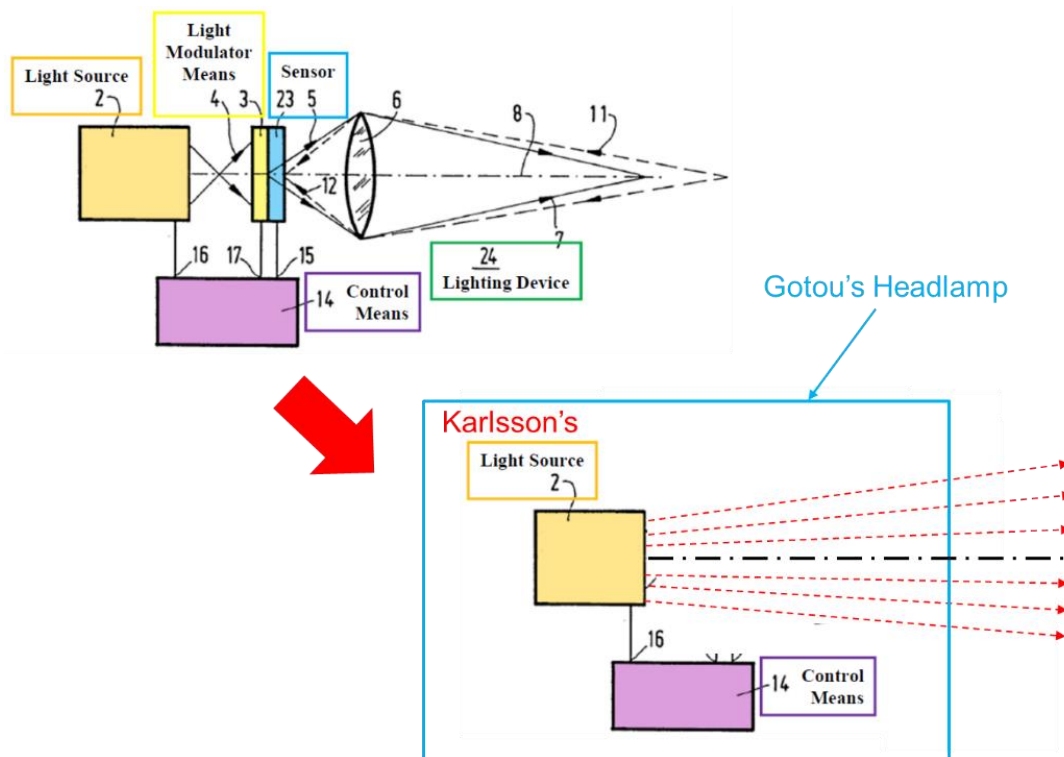 Light
Modulator
Means
Light Source
Sensor
2
4
3
23
5
6
8
11
12
7
16
17
15
24
Lighting Device
14
Control
Means
Gotou's Headlamp
Karlsson's
Light Source
2
16
14
Control
Means